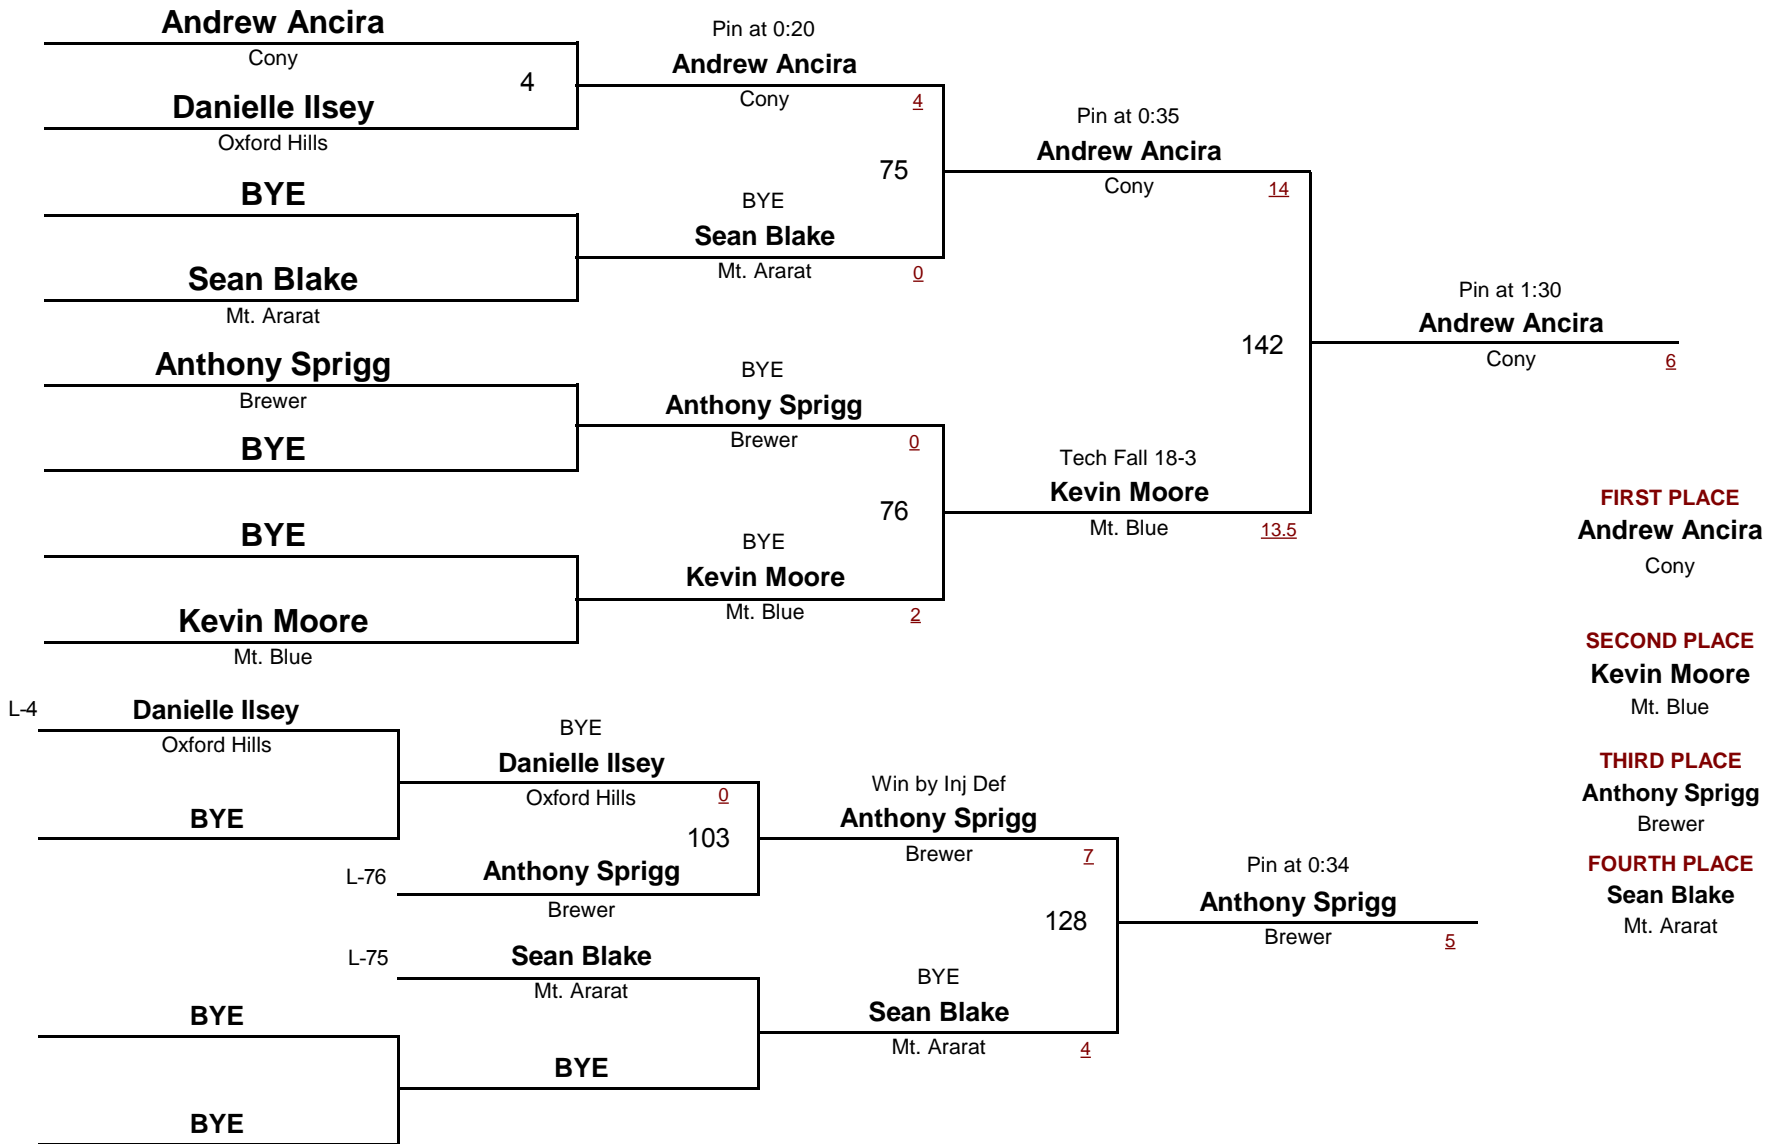 Andrew Ancira
Cony
4
Danielle Ilsey
Oxford Hills
BYE
Sean Blake
Mt. Ararat
Anthony Sprigg
Brewer
BYE
BYE
Kevin Moore
Mt. Blue
Pin at 0:20
Andrew Ancira
Cony 4
75
BYE
Sean Blake
Mt. Ararat 0
BYE
Anthony Sprigg
Brewer 0
76
BYE
Kevin Moore
Mt. Blue 2
Pin at 0:35
Andrew Ancira
Cony 14
142
Tech Fall 18-3
Kevin Moore
Mt. Blue 13.5
Pin at 1:30
Andrew Ancira
Cony 6
FIRST PLACE
Andrew Ancira
Cony
SECOND PLACE
Kevin Moore
Mt. Blue
THIRD PLACE
Anthony Sprigg
Brewer
FOURTH PLACE
Sean Blake
Mt. Ararat
L-4 Danielle Ilsey
Oxford Hills
BYE
BYE
Danielle Ilsey
Oxford Hills 0
103
L-76 Anthony Sprigg
Brewer
L-75 Sean Blake
Mt. Ararat
BYE
BYE
BYE
Win by Inj Def
Anthony Sprigg
Brewer 7
128
BYE
Sean Blake
Mt. Ararat 4
Pin at 0:34
Anthony Sprigg
Brewer 5